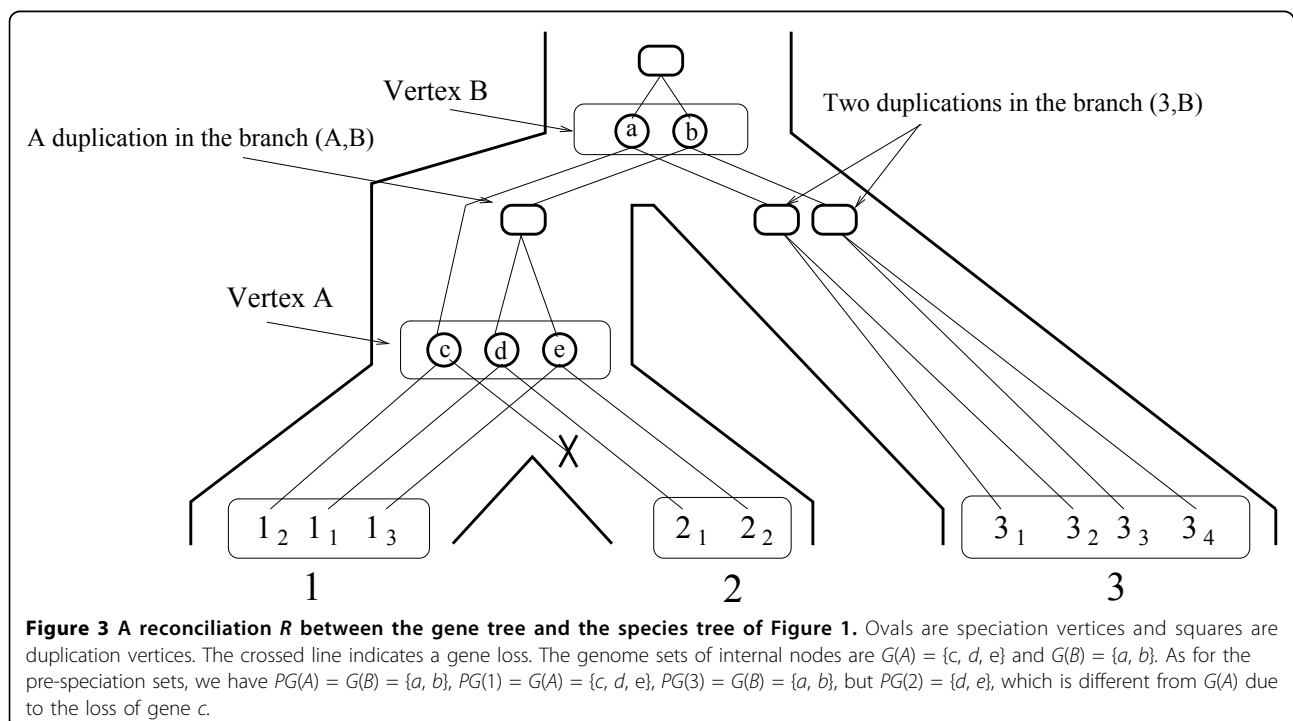 Vertex B
a b
Two duplications in the branch (3,B)
A duplication in the branch (A,B)
Vertex A
c d e
X
1₂ 1₁ 1₃
2₁ 2₂
3₁ 3₂ 3₃ 3₄
1
2
3
Figure 3 A reconciliation R between the gene tree and the species tree of Figure 1. Ovals are speciation vertices and squares are
duplication vertices. The crossed line indicates a gene loss. The genome sets of internal nodes are G(A) = {c, d, e} and G(B) = {a, b}. As for the
pre-speciation sets, we have PG(A) = G(B) = {a, b}, PG(1) = G(A) = {c, d, e}, PG(3) = G(B) = {a, b}, but PG(2) = {d, e}, which is different from G(A) due
to the loss of gene c.